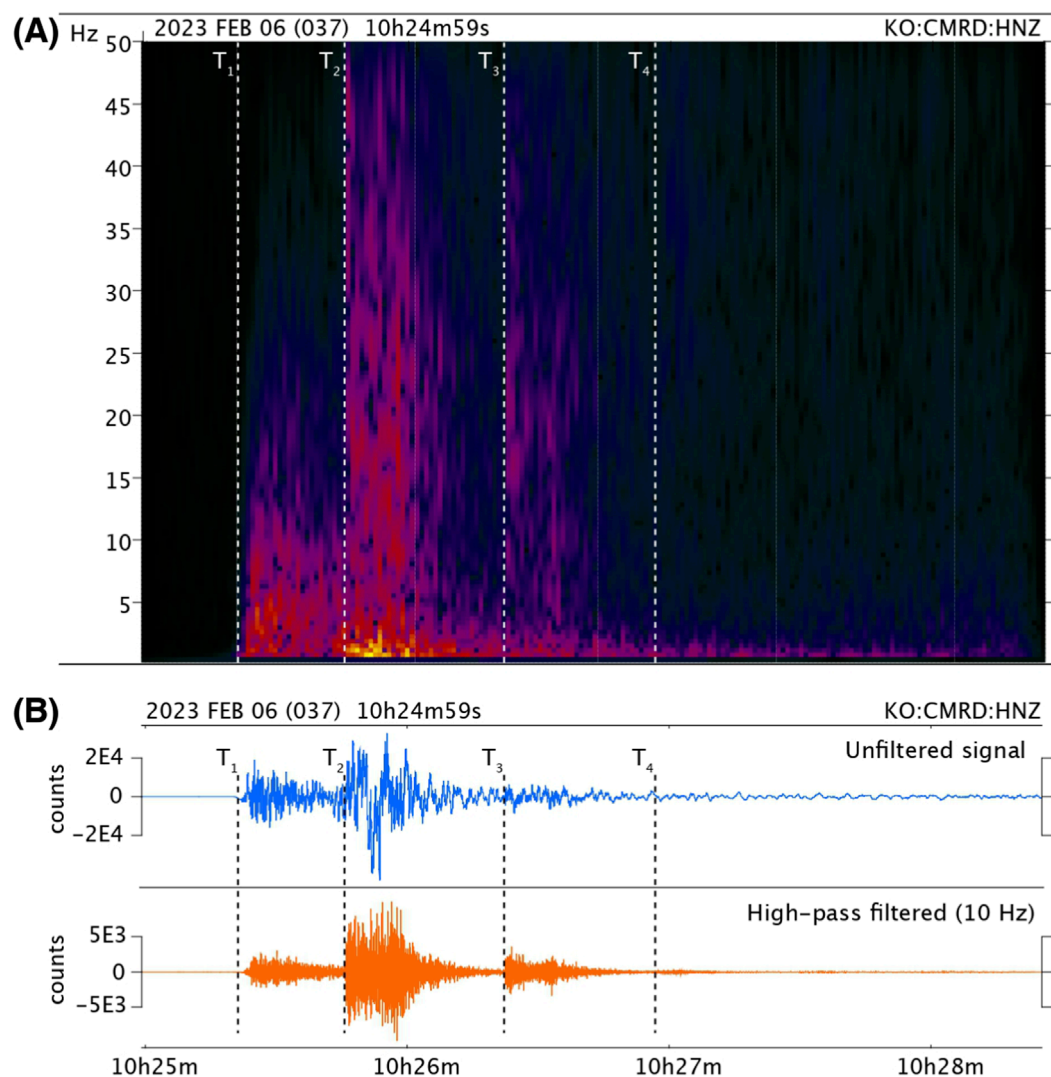 (A) Hz 2023 FEB 06 (037) 10h24m59s KO:CMRD:HNZ
50
T1 T2 T3 T4
45
40
35
30
25
20
15
10
5
(B) 2023 FEB 06 (037) 10h24m59s KO:CMRD:HNZ
T1 T2 T3 T4 Unfiltered signal
2E4
0
-2E4
counts
High-pass filtered (10 Hz)
5E3
0
-5E3
counts
10h25m 10h26m 10h27m 10h28m